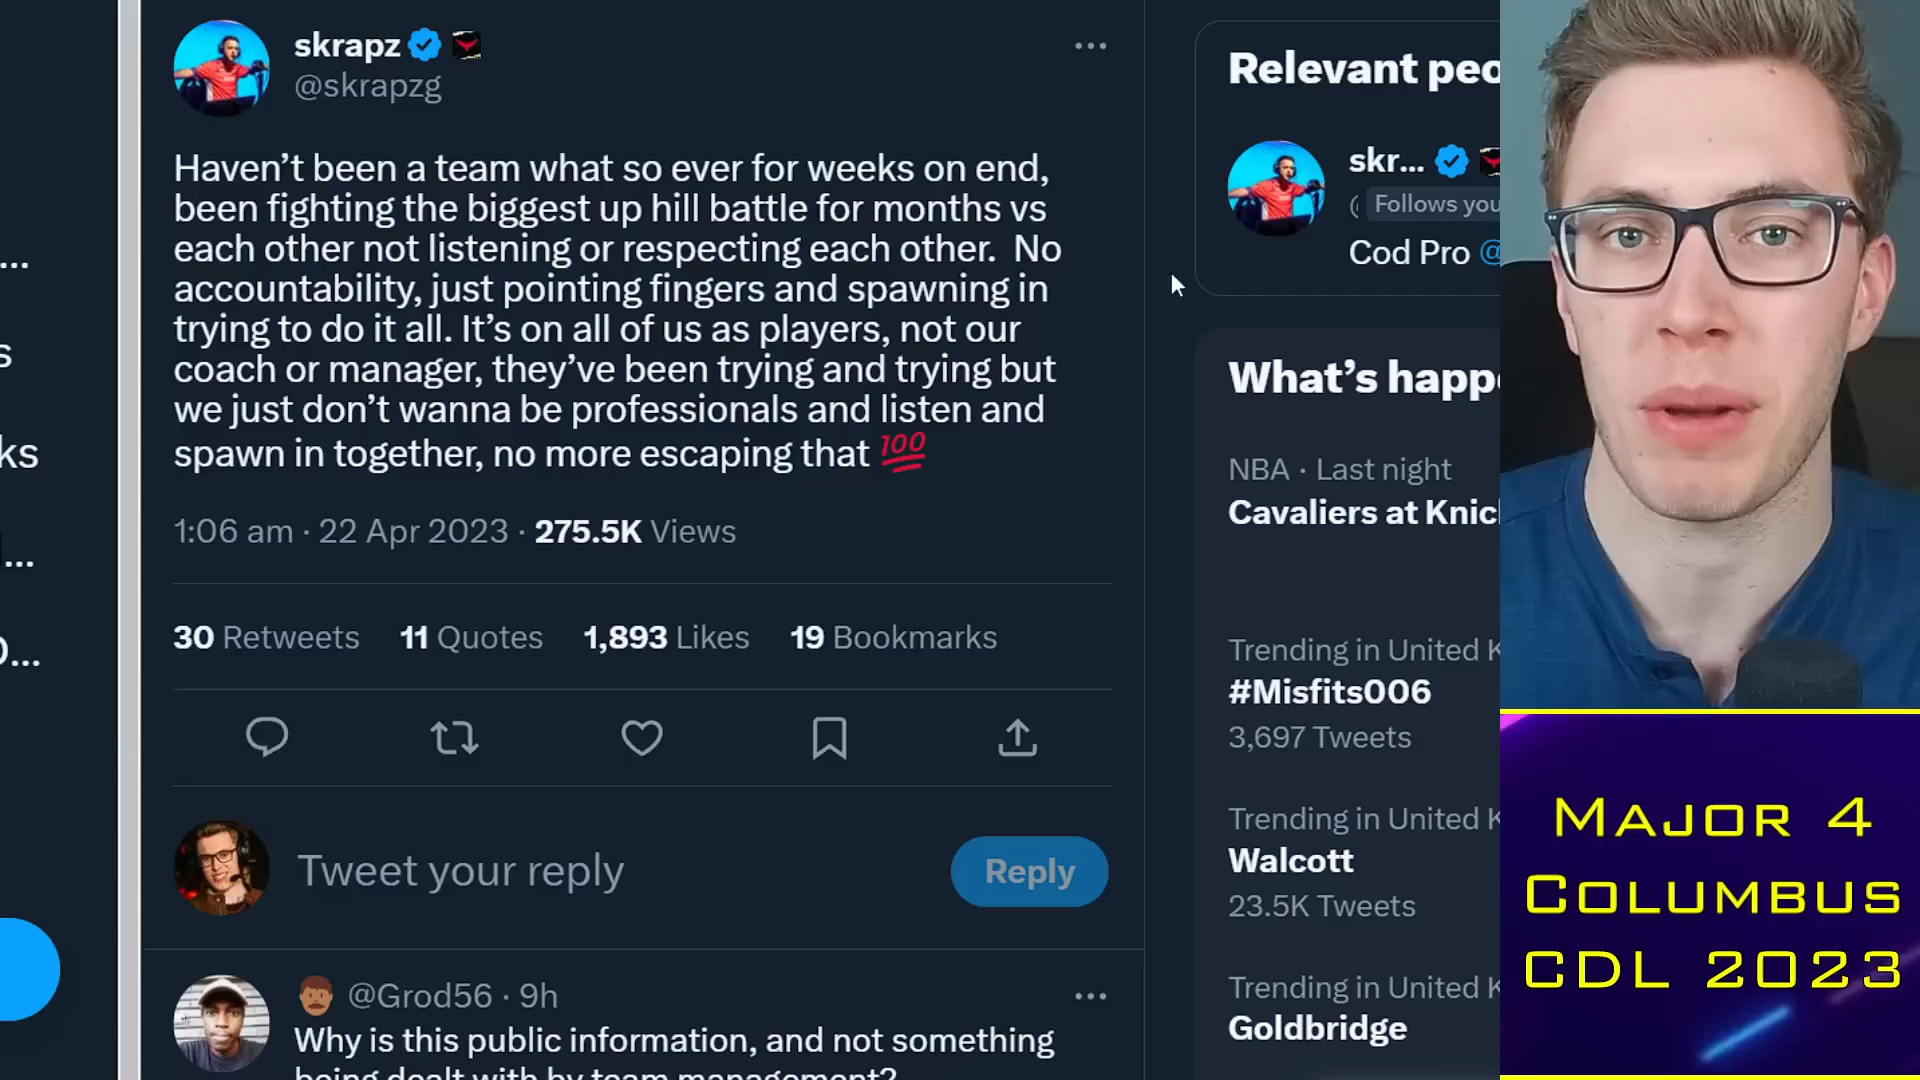 skrapz
@skrapzg
Haven't been a team what so ever for weeks on end,
been fighting the biggest up hill battle for months vs
each other not listening or respecting each other.  No
accountability, just pointing fingers and spawning in
trying to do it all. It's on all of us as players, not our
coach or manager, they've been trying and trying but
we just don't wanna be professionals and listen and
spawn in together, no more escaping that 💯
1:06 am · 22 Apr 2023 · 275.5K Views
30 Retweets 11 Quotes 1,893 Likes 19 Bookmarks
Tweet your reply
Reply
@Grod56 · 9h
Why is this public information, and not something
being dealt with by team management?
Relevant peo
skr...
Follows you
Cod Pro @
What's happ
NBA · Last night
Cavaliers at Knic
Trending in United K
#Misfits006
3,697 Tweets
Trending in United K
Walcott
23.5K Tweets
Trending in United K
Goldbridge
MAJOR 4
COLUMBUS
CDL 2023